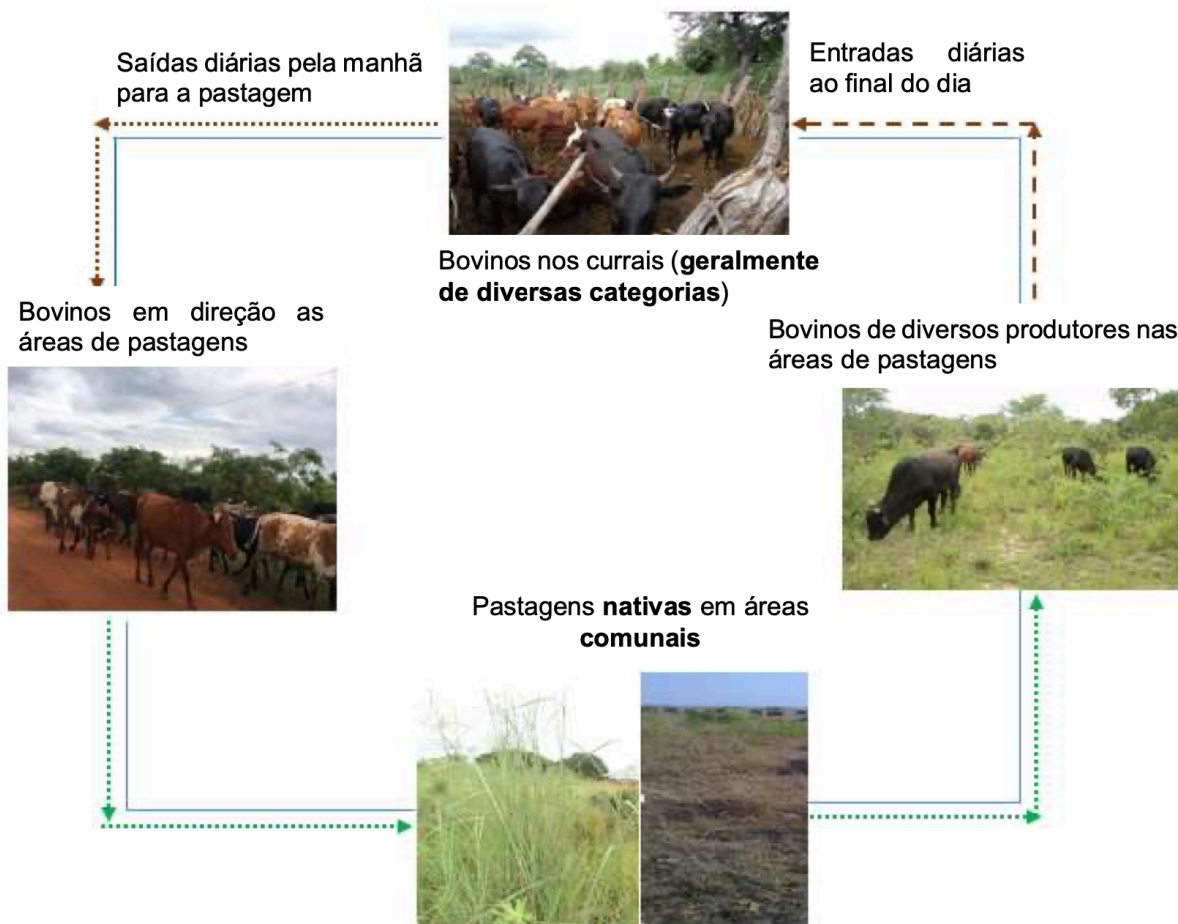 Saídas diárias pela manhã
para a pastagem
Entradas diárias
ao final do dia
Bovinos nos currais (geralmente
de diversas categorias)
Bovinos em direção as
áreas de pastagens
Bovinos de diversos produtores nas
áreas de pastagens
Pastagens nativas em áreas
comunais